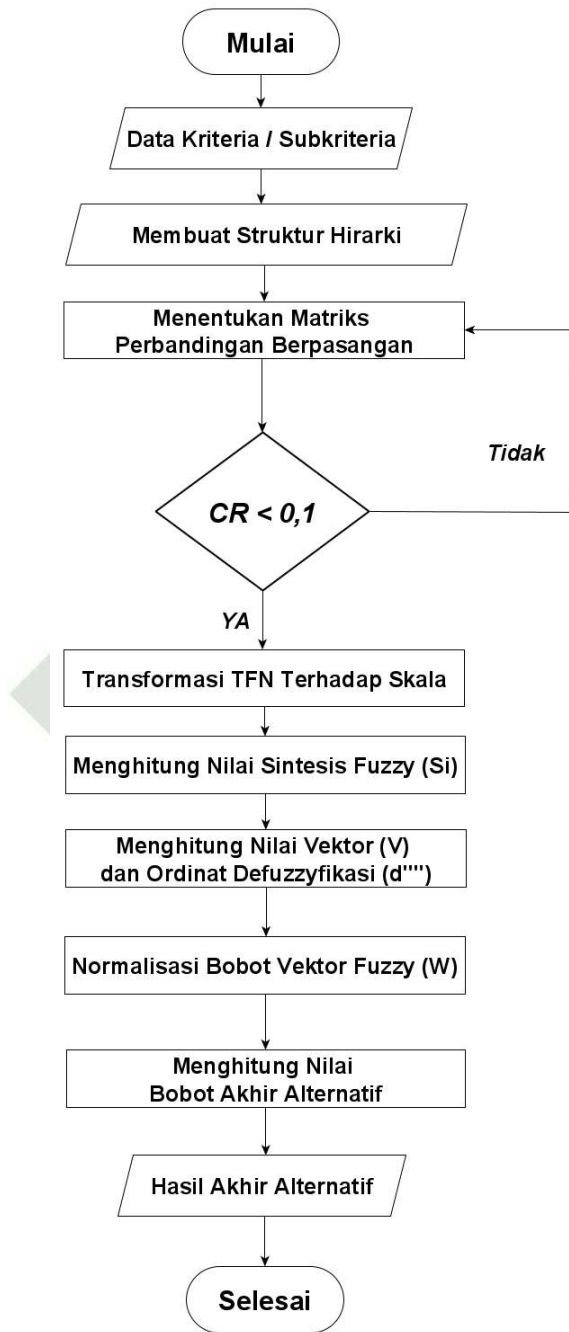 Mulai
Data Kriteria / Subkriteria
Membuat Struktur Hirarki
Menentukan Matriks
Perbandingan Berpasangan
Tidak
CR < 0,1
YA
Transformasi TFN Terhadap Skala
Menghitung Nilai Sintesis Fuzzy (Si)
Menghitung Nilai Vektor (V)
dan Ordinat Defuzzyfikasi (d"")
Normalisasi Bobot Vektor Fuzzy (W)
Menghitung Nilai
Bobot Akhir Alternatif
Hasil Akhir Alternatif
Selesai